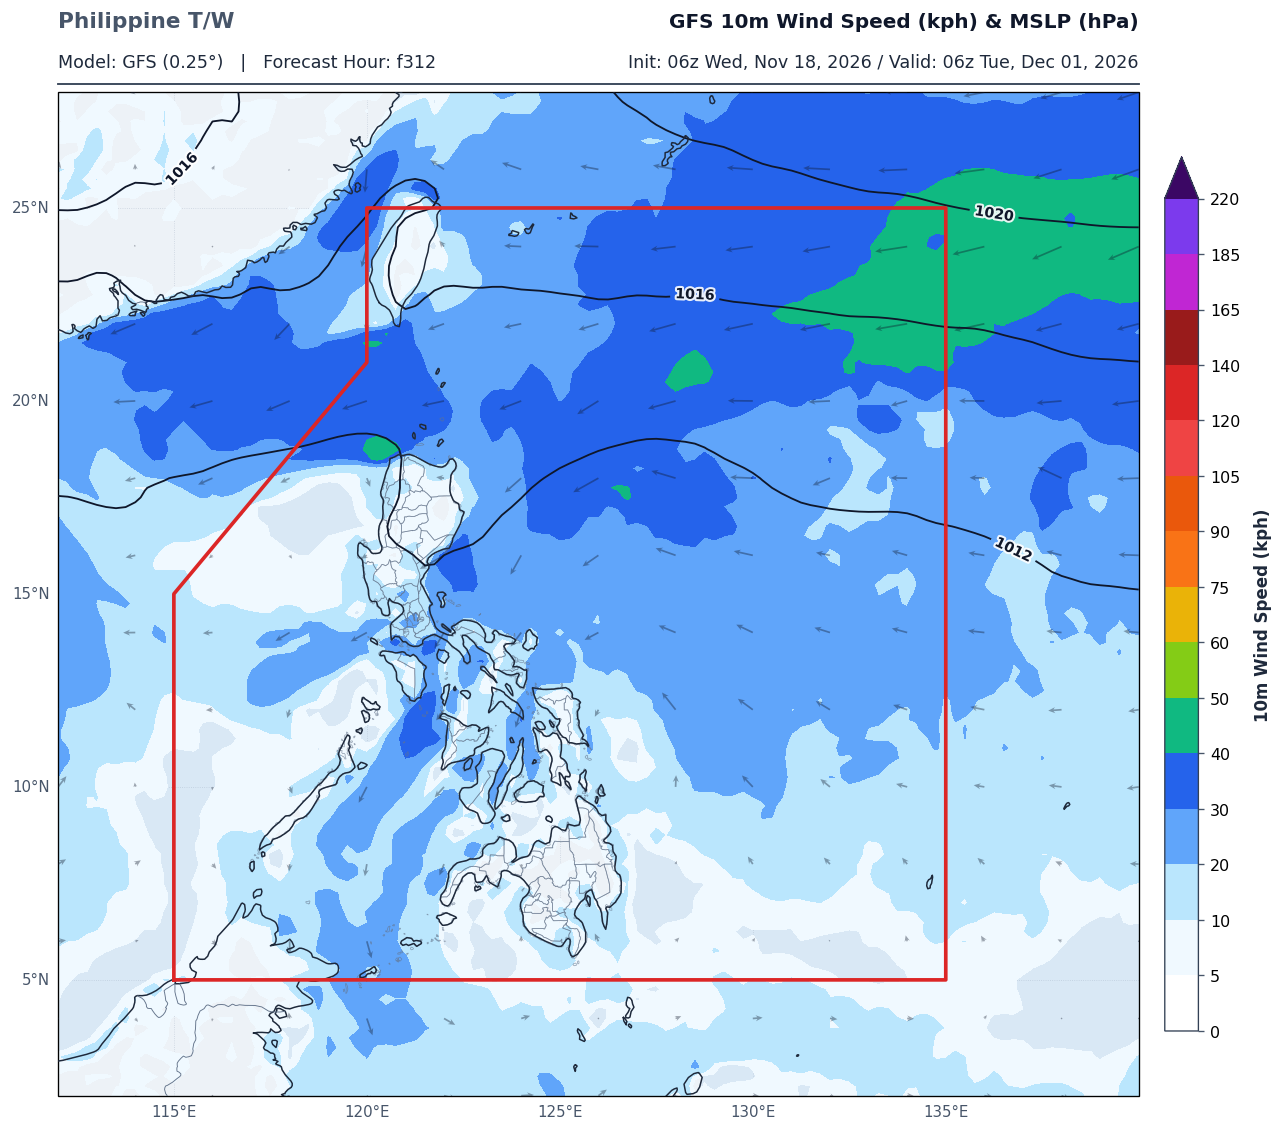 Philippine T/W
GFS 10m Wind Speed (kph) & MSLP (hPa)
Model: GFS (0.25°) | Forecast Hour: f312
Init: 06z Wed, Nov 18, 2026 / Valid: 06z Tue, Dec 01, 2026
1016
1020
1016
1012
25°N
20°N
15°N
10°N
5°N
115°E
120°E
125°E
130°E
135°E
220
185
165
140
120
105
90
75
60
50
40
30
20
10
5
0
10m Wind Speed (kph)